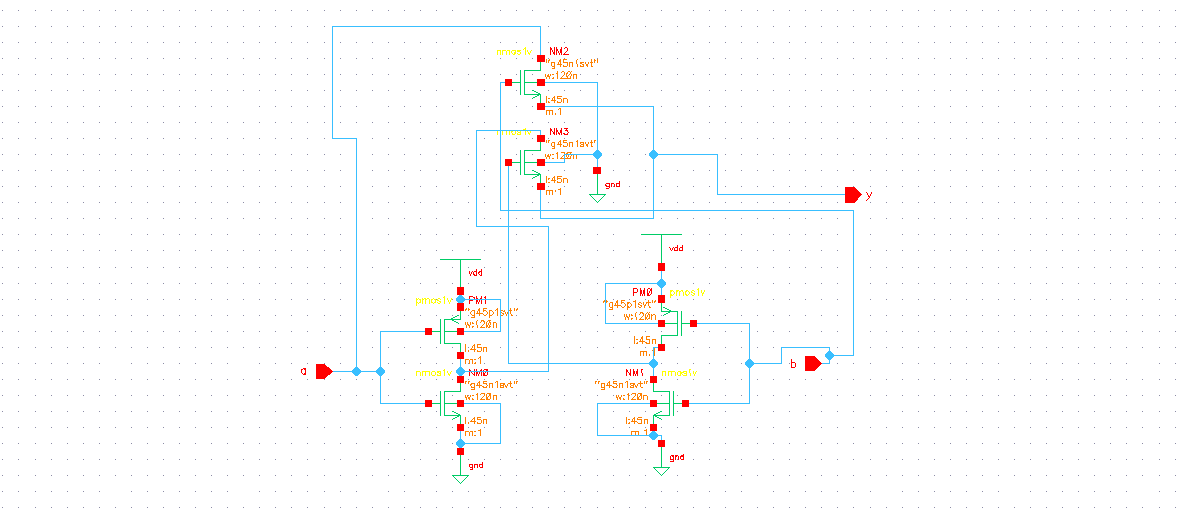 nmos1v NM2
"g45n1svt"
w:120n
l:45n
m:1
nmos1v NM3
"g45n1svt"
w:120n
l:45n
m:1
gnd
y
vdd
vdd
pmos1v PM1
"g45p1svt"
w:120n
l:45n
m:1
PM0 pmos1v
"g45p1svt"
w:120n
l:45n
m:1
a
b
nmos1v NM0
"g45n1svt"
w:120n
l:45n
m:1
gnd
NM1 nmos1v
"g45n1svt"
w:120n
l:45n
m:1
gnd